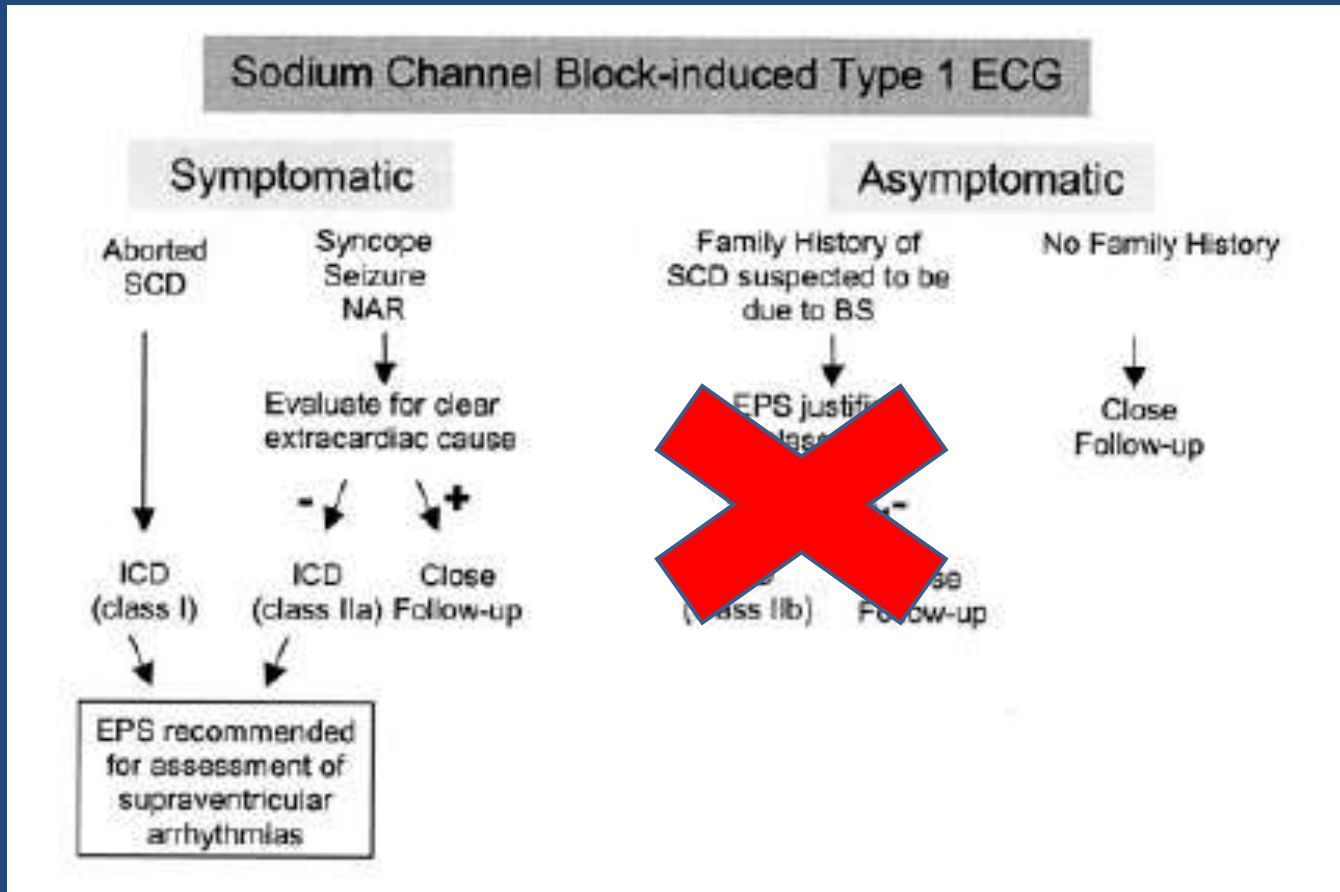 Sodium Channel Block-induced Type 1 ECG
Symptomatic
Asymptomatic
Aborted
SCD
Syncope
Seizure
NAR
Family History of
SCD suspected to be
due to BS
No Family History
Evaluate for clear
extracardiac cause
EPS
Close
Follow-up
-
+
-
ICD
(class I)
ICD
(class IIa)
Close
Follow-up
IIb)
EPS recommended
for assessment of
supraventricular
arrhythmias